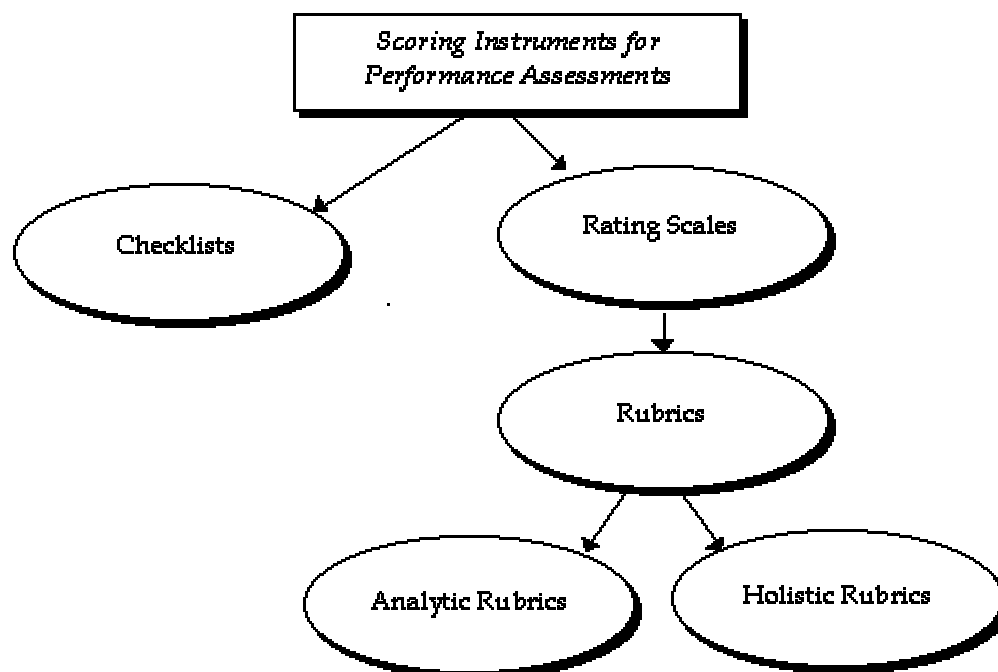 Scoring Instruments for
Performance Assessments
Checklists
Rating Scales
Rubrics
Analytic Rubrics
Holistic Rubrics